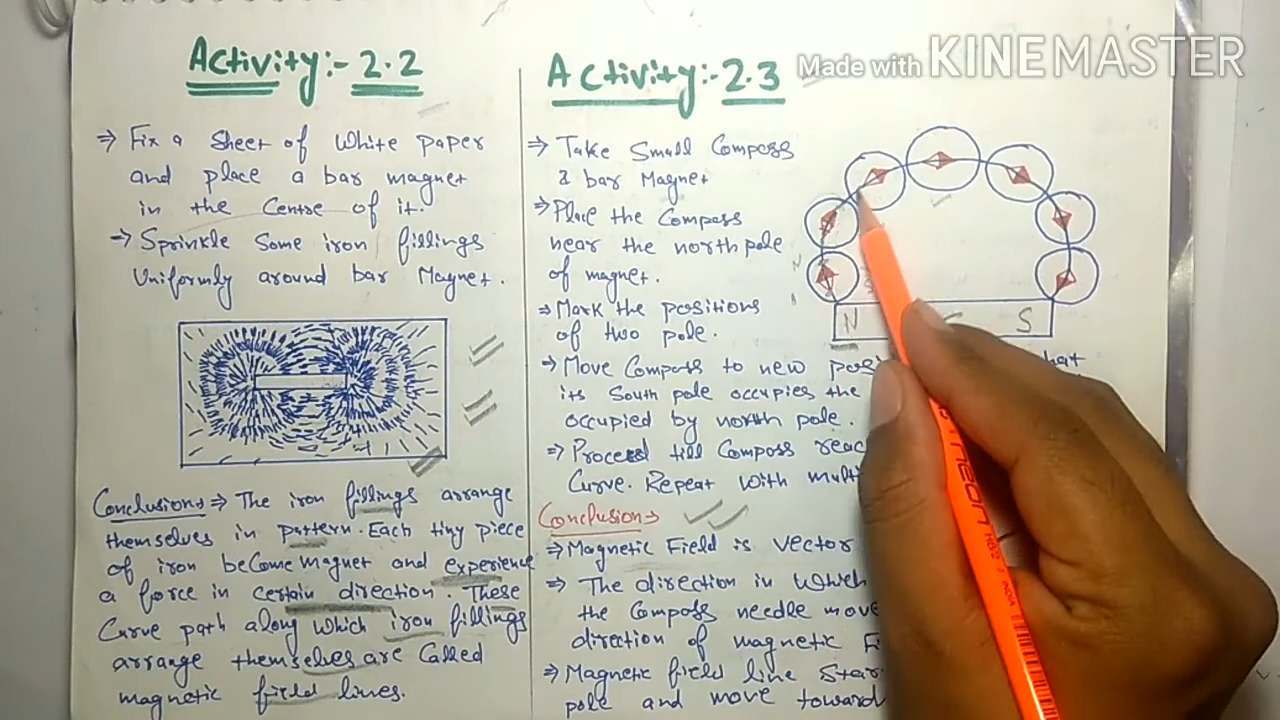 Made with KINEMASTER
Activity:- 2.2
⇒ Fix a Sheet of White paper
and place a bar magnet
in the Centre of it.
⇒ Sprinkle Some iron fillings
Uniformly around bar Magnet.
Conclusion ⇒ The iron fillings arrange
themselves in pattern. Each tiny piece
of iron become magnet and experience
a force in certain direction. These
Curve path along which iron fillings
arrange themselves are Called
magnetic field lines.
Activity:- 2.3
⇒ Take Small Compass
& bar Magnet
⇒ Place the Compass
near the north pole
of magnet.
⇒ Mark the positions
of two pole.
⇒ Move Compass to new
its South pole occupies the
occupied by north pole.
⇒ Proceed till Compass
Curve. Repeat With
Conclusion ⇒
⇒ Magnetic Field is vector
⇒ The direction in Which
the Compass needle
direction of magnetic
⇒ Magnetic field line
pole and move
N S
HB2